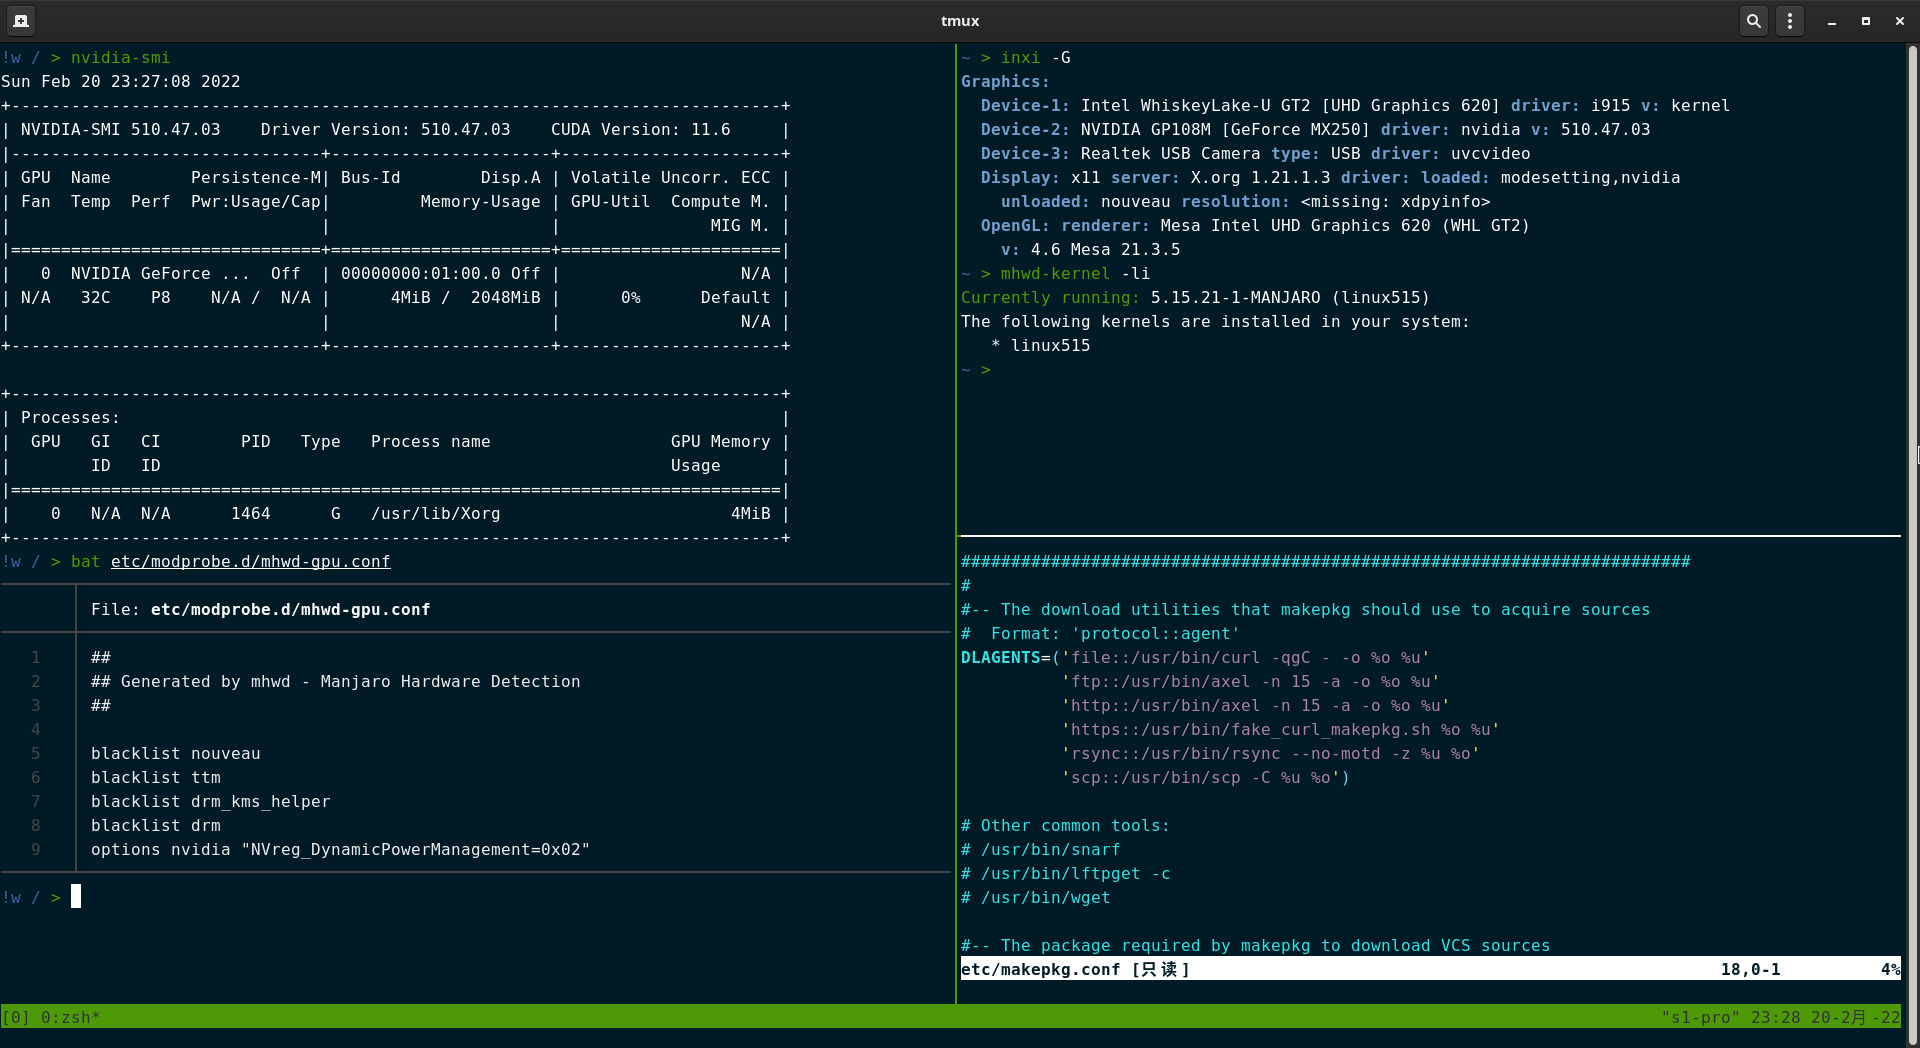 tmux
!w / > nvidia-smi
Sun Feb 20 23:27:08 2022
+-----------------------------------------------------------------------------+
| NVIDIA-SMI 510.47.03    Driver Version: 510.47.03    CUDA Version: 11.6     |
|-------------------------------+----------------------+----------------------+
| GPU  Name        Persistence-M| Bus-Id        Disp.A | Volatile Uncorr. ECC |
| Fan  Temp  Perf  Pwr:Usage/Cap|         Memory-Usage | GPU-Util  Compute M. |
|                               |                      |               MIG M. |
|===============================+======================+======================|
|   0  NVIDIA GeForce ...  Off  | 00000000:01:00.0 Off |                  N/A |
| N/A   32C    P8    N/A /  N/A |      4MiB /  2048MiB |      0%      Default |
|                               |                      |                  N/A |
+-------------------------------+----------------------+----------------------+
+-----------------------------------------------------------------------------+
| Processes:                                                                  |
|  GPU   GI   CI        PID   Type   Process name                  GPU Memory |
|        ID   ID                                                   Usage      |
|=============================================================================|
|    0   N/A  N/A      1464      G   /usr/lib/Xorg                       4MiB |
+-----------------------------------------------------------------------------+
!w / > bat etc/modprobe.d/mhwd-gpu.conf
File: etc/modprobe.d/mhwd-gpu.conf
1 ##
2 ## Generated by mhwd - Manjaro Hardware Detection
3 ##
4
5 blacklist nouveau
6 blacklist ttm
7 blacklist drm_kms_helper
8 blacklist drm
9 options nvidia "NVreg_DynamicPowerManagement=0x02"
!w / >
~ > inxi -G
Graphics:
  Device-1: Intel WhiskeyLake-U GT2 [UHD Graphics 620] driver: i915 v: kernel
  Device-2: NVIDIA GP108M [GeForce MX250] driver: nvidia v: 510.47.03
  Device-3: Realtek USB Camera type: USB driver: uvcvideo
  Display: x11 server: X.org 1.21.1.3 driver: loaded: modesetting,nvidia
    unloaded: nouveau resolution: <missing: xdpyinfo>
  OpenGL: renderer: Mesa Intel UHD Graphics 620 (WHL GT2)
    v: 4.6 Mesa 21.3.5
~ > mhwd-kernel -li
Currently running: 5.15.21-1-MANJARO (linux515)
The following kernels are installed in your system:
   * linux515
~ >
#########################################################################
#
#-- The download utilities that makepkg should use to acquire sources
#  Format: 'protocol::agent'
DLAGENTS=('file::/usr/bin/curl -qgC - -o %o %u'
          'ftp::/usr/bin/axel -n 15 -a -o %o %u'
          'http::/usr/bin/axel -n 15 -a -o %o %u'
          'https::/usr/bin/fake_curl_makepkg.sh %o %u'
          'rsync::/usr/bin/rsync --no-motd -z %u %o'
          'scp::/usr/bin/scp -C %u %o')
# Other common tools:
# /usr/bin/snarf
# /usr/bin/lftpget -c
# /usr/bin/wget
#-- The package required by makepkg to download VCS sources
etc/makepkg.conf [只读] 18,0-1 4%
[0] 0:zsh* "s1-pro" 23:28 20-2月-22